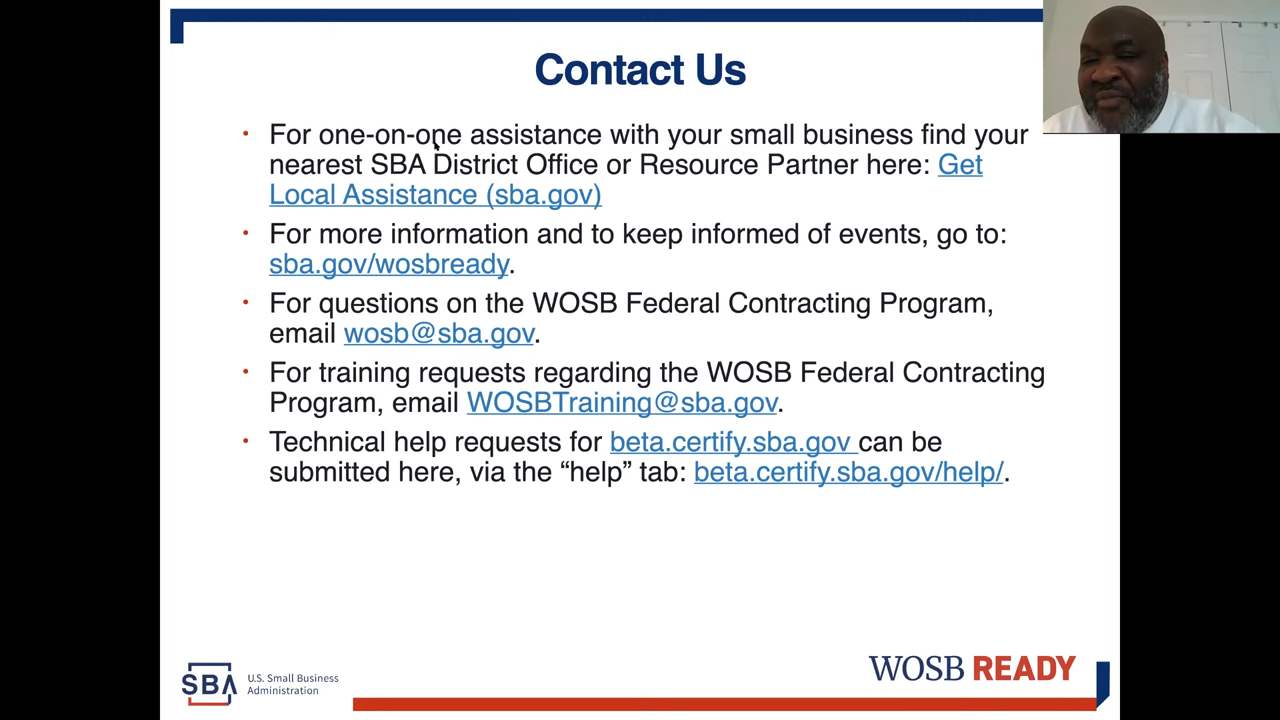 Contact Us
• For one-on-one assistance with your small business find your
nearest SBA District Office or Resource Partner here: Get
Local Assistance (sba.gov)
• For more information and to keep informed of events, go to:
sba.gov/wosbready.
• For questions on the WOSB Federal Contracting Program,
email wosb@sba.gov.
• For training requests regarding the WOSB Federal Contracting
Program, email WOSBTraining@sba.gov.
• Technical help requests for beta.certify.sba.gov can be
submitted here, via the “help” tab: beta.certify.sba.gov/help/.
SBA
U.S. Small Business
Administration
WOSB READY